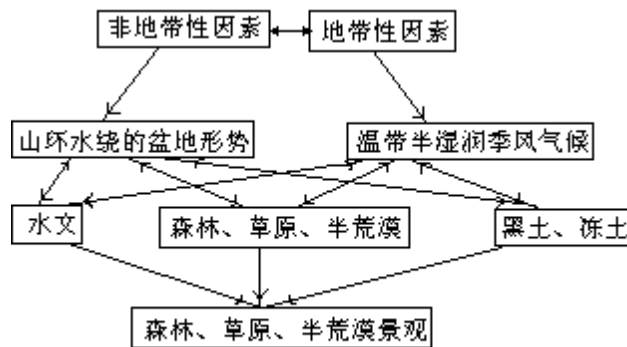 非地带性因素
地带性因素
山环水绕的盆地形势
温带半湿润季风气候
水文
森林、草原、半荒漠
黑土、冻土
森林、草原、半荒漠景观